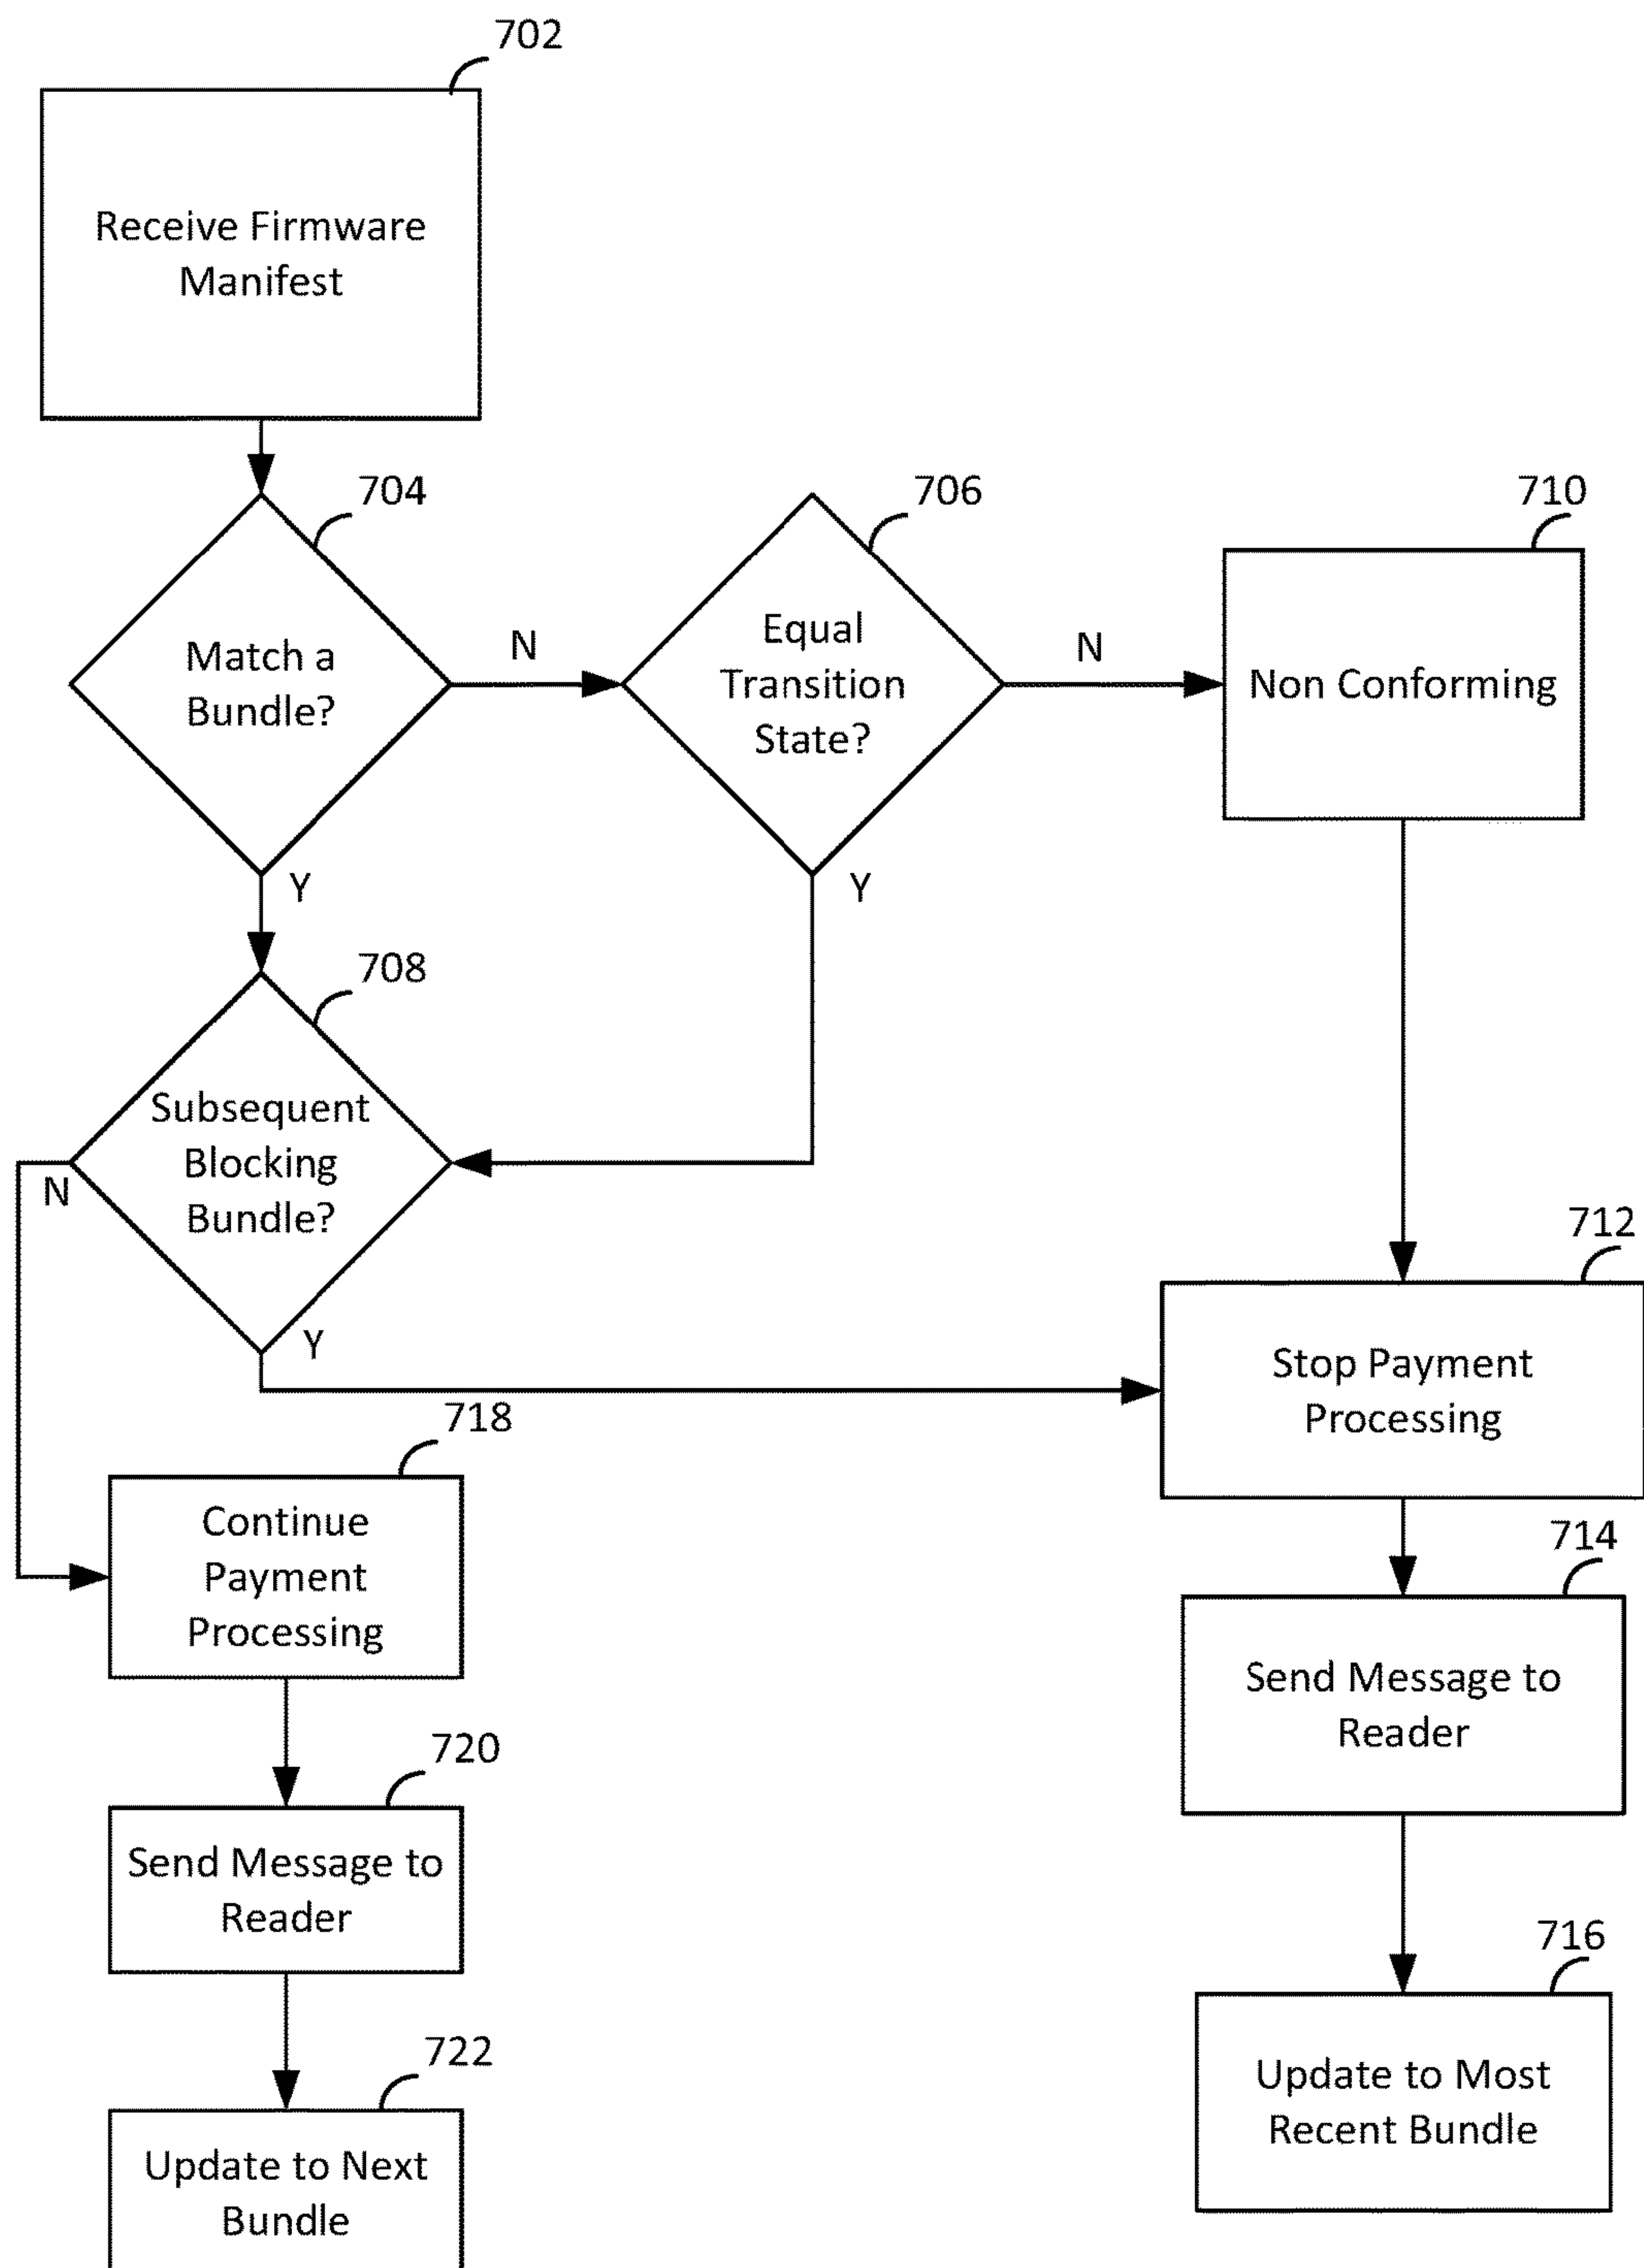 702
Receive Firmware
Manifest
704
Match a
Bundle?
N
Y
706
Equal
Transition
State?
N
Y
710
Non Conforming
708
Subsequent
Blocking
Bundle?
N
Y
712
Stop Payment
Processing
718
Continue
Payment
Processing
714
Send Message to
Reader
720
Send Message to
Reader
716
Update to Most
Recent Bundle
722
Update to Next
Bundle